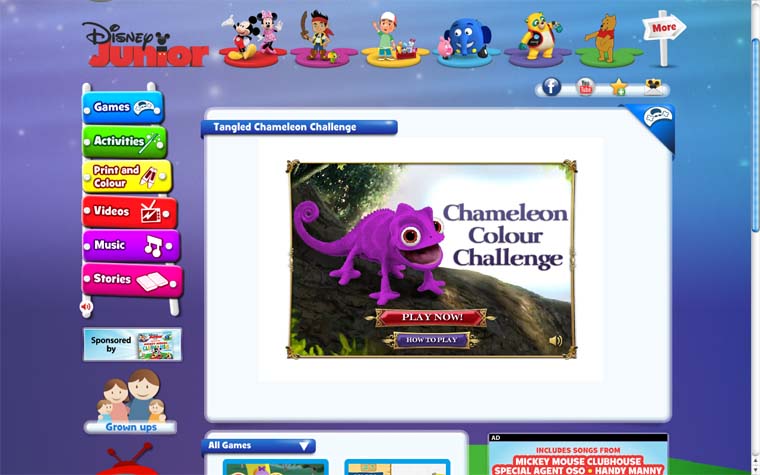 Disney
Junior
More
Games
Activities
Print and
Colour
Videos
Music
Stories
Sponsored
by
Grown ups
Tangled Chameleon Challenge
Chameleon
Colour
Challenge
PLAY NOW!
HOW TO PLAY
All Games
AD
INCLUDES SONGS FROM
MICKEY MOUSE CLUBHOUSE
SPECIAL AGENT OSO • HANDY MANNY